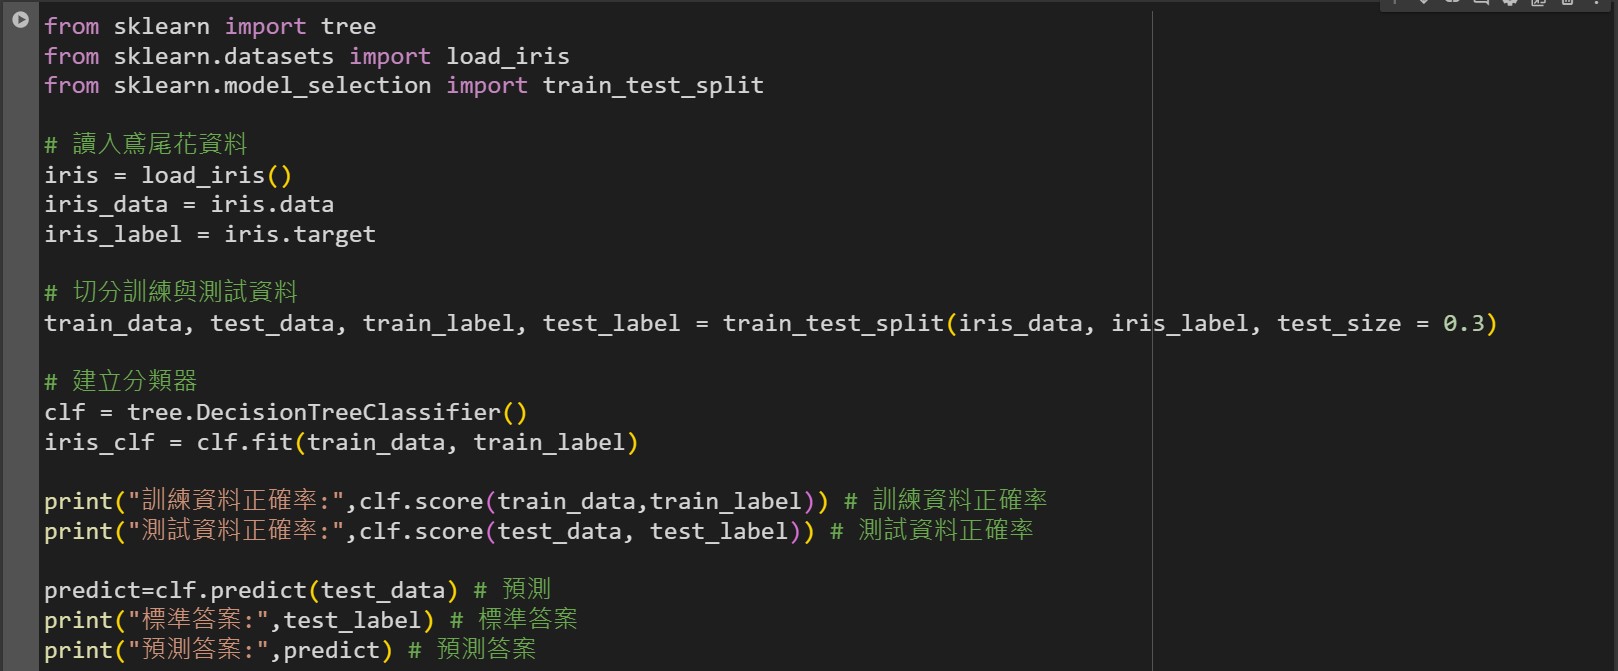 from sklearn import tree
from sklearn.datasets import load_iris
from sklearn.model_selection import train_test_split
# 讀入鳶尾花資料
iris = load_iris()
iris_data = iris.data
iris_label = iris.target
# 切分訓練與測試資料
train_data, test_data, train_label, test_label = train_test_split(iris_data, iris_label, test_size = 0.3)
# 建立分類器
clf = tree.DecisionTreeClassifier()
iris_clf = clf.fit(train_data, train_label)
print("訓練資料正確率:",clf.score(train_data,train_label)) # 訓練資料正確率
print("測試資料正確率:",clf.score(test_data, test_label)) # 測試資料正確率
predict=clf.predict(test_data) # 預測
print("標準答案:",test_label) # 標準答案
print("預測答案:",predict) # 預測答案